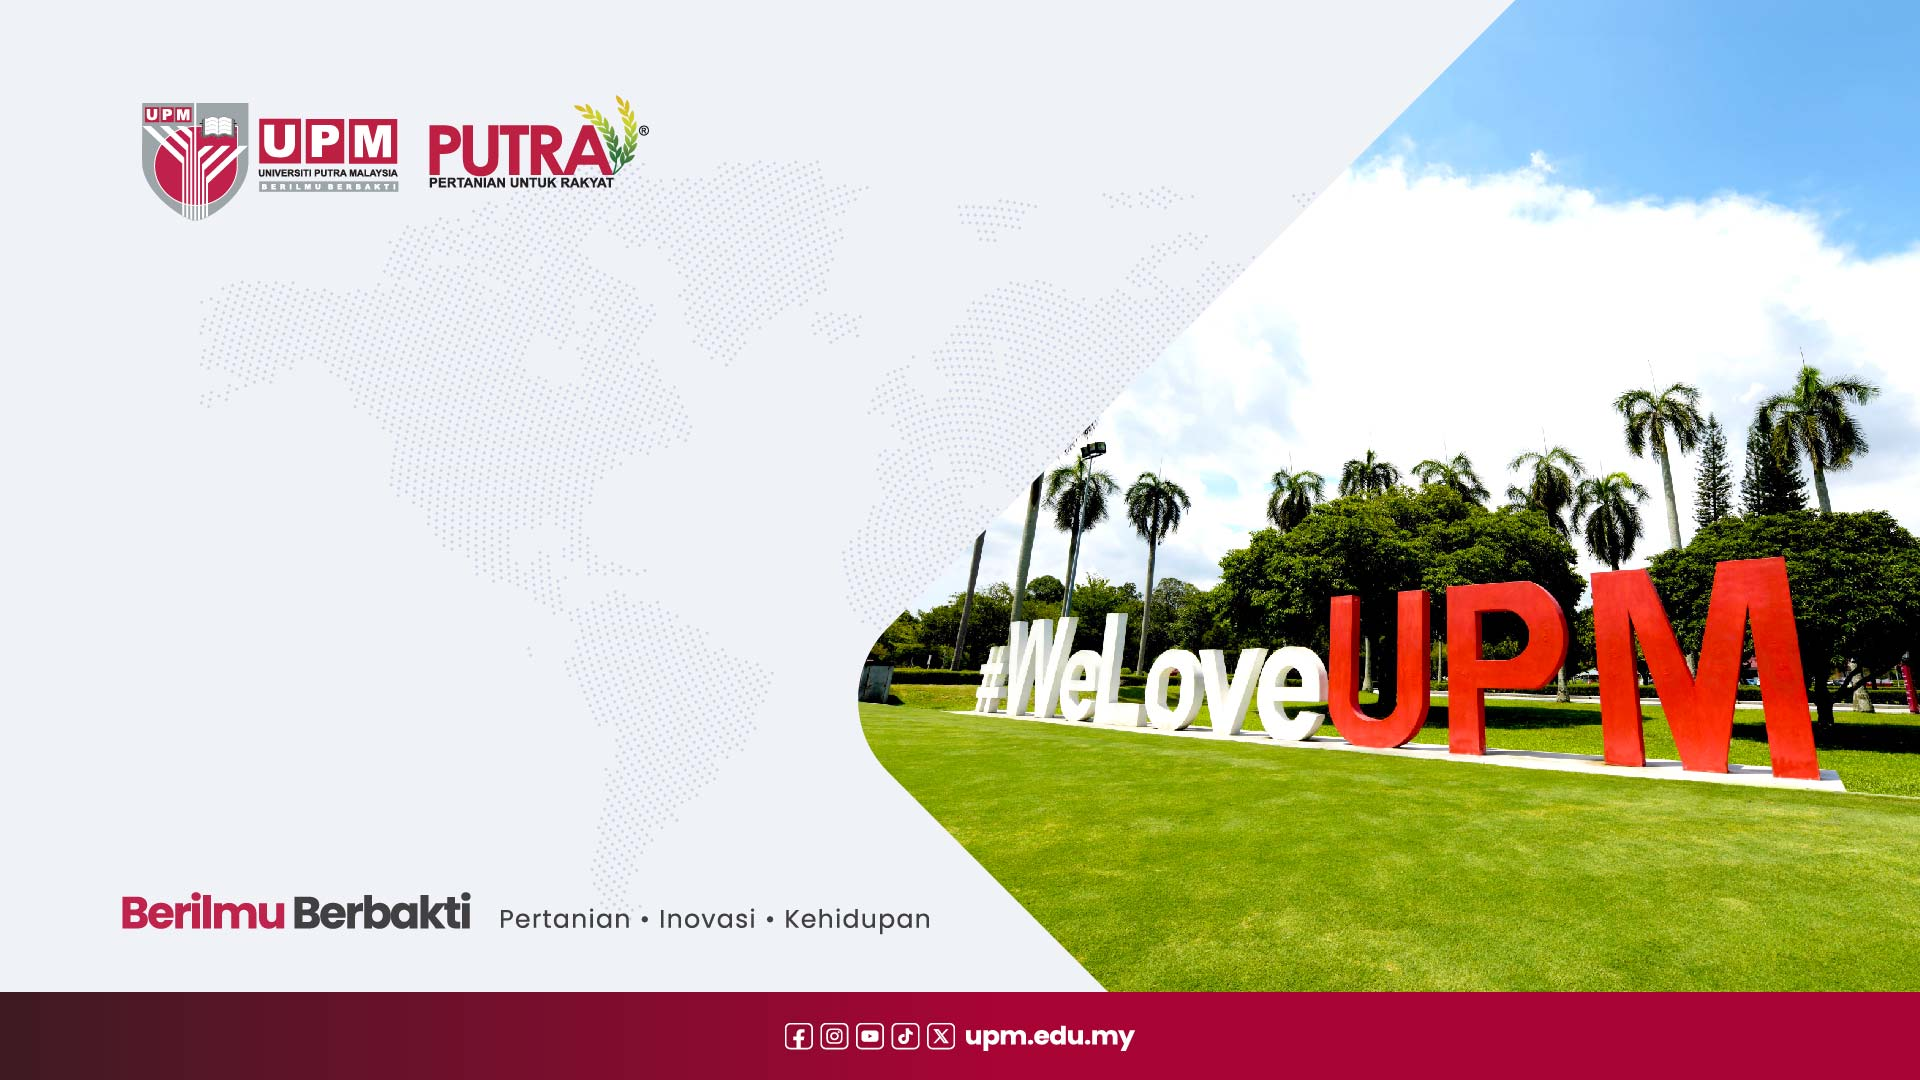 UPM
UPM
UNIVERSITI PUTRA MALAYSIA
BERILMU BERBAKTI
PUTRA®
PERTANIAN UNTUK RAKYAT
#WeLoveUPM
Berilmu Berbakti
Pertanian • Inovasi • Kehidupan
upm.edu.my